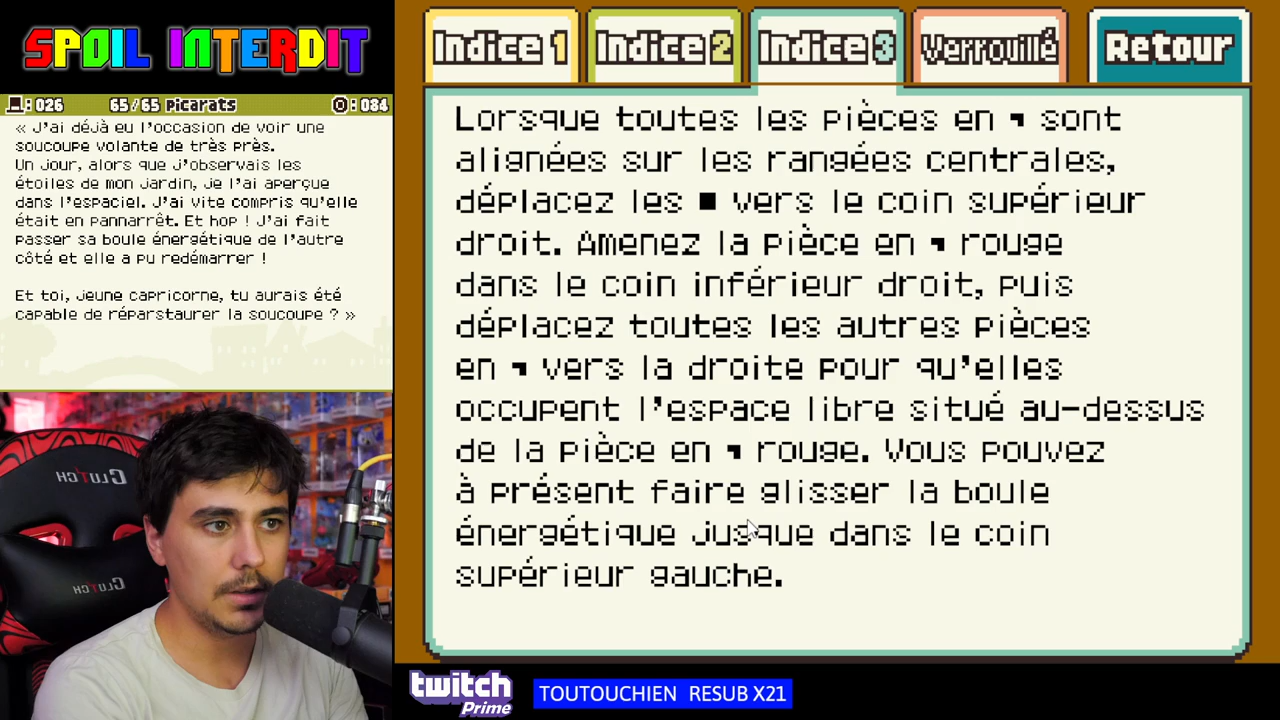 SPOIL INTERDIT
: 026 65/65 Picarats : 084
« J'ai déjà eu l'occasion de voir une
soucoupe volante de très près.
Un jour, alors que j'observais les
étoiles de mon jardin, je l'ai aperçue
dans l'espaciel. J'ai vite compris qu'elle
était en pannarrêt. Et hop ! J'ai fait
passer sa boule énergétique de l'autre
côté et elle a pu redémarrer !
Et toi, jeune capricorne, tu aurais été
capable de réparstaurer la soucoupe ? »
Indice 1 Indice 2 Indice 3 Verrouillé Retour
Lorsque toutes les pièces en ▝ sont
alignées sur les rangées centrales,
déplacez les ■ vers le coin supérieur
droit. Amenez la pièce en ▝ rouge
dans le coin inférieur droit, puis
déplacez toutes les autres pièces
en ▝ vers la droite pour qu'elles
occupent l'espace libre situé au-dessus
de la pièce en ▝ rouge. Vous pouvez
à présent faire glisser la boule
énergétique jusque dans le coin
supérieur gauche.
CLUTCH
CLUTCH
twitch
Prime
TOUTOUCHIEN RESUB X21